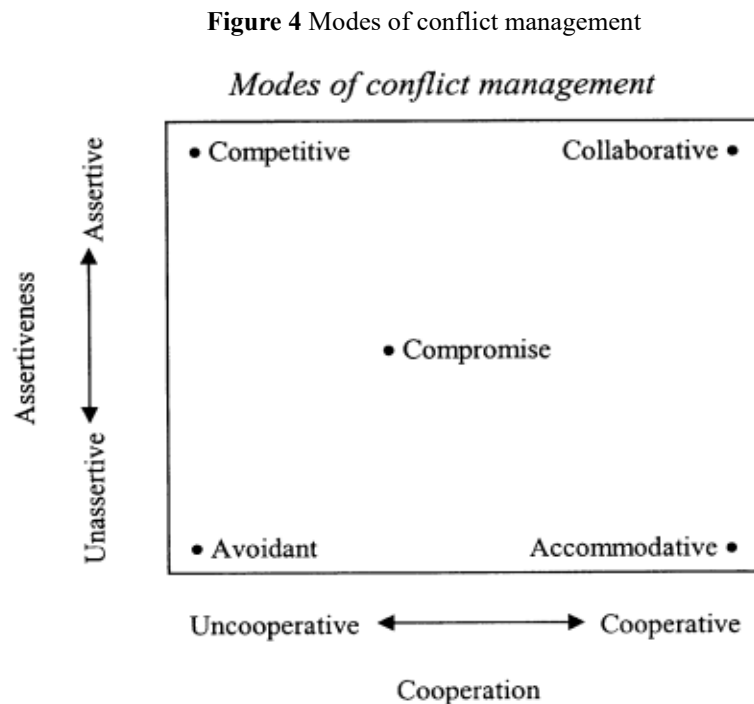 Figure 4 Modes of conflict management
Modes of conflict management
Assertive
Assertiveness
Unassertive
• Competitive
Collaborative •
• Compromise
• Avoidant
Accommodative •
Uncooperative
Cooperative
Cooperation